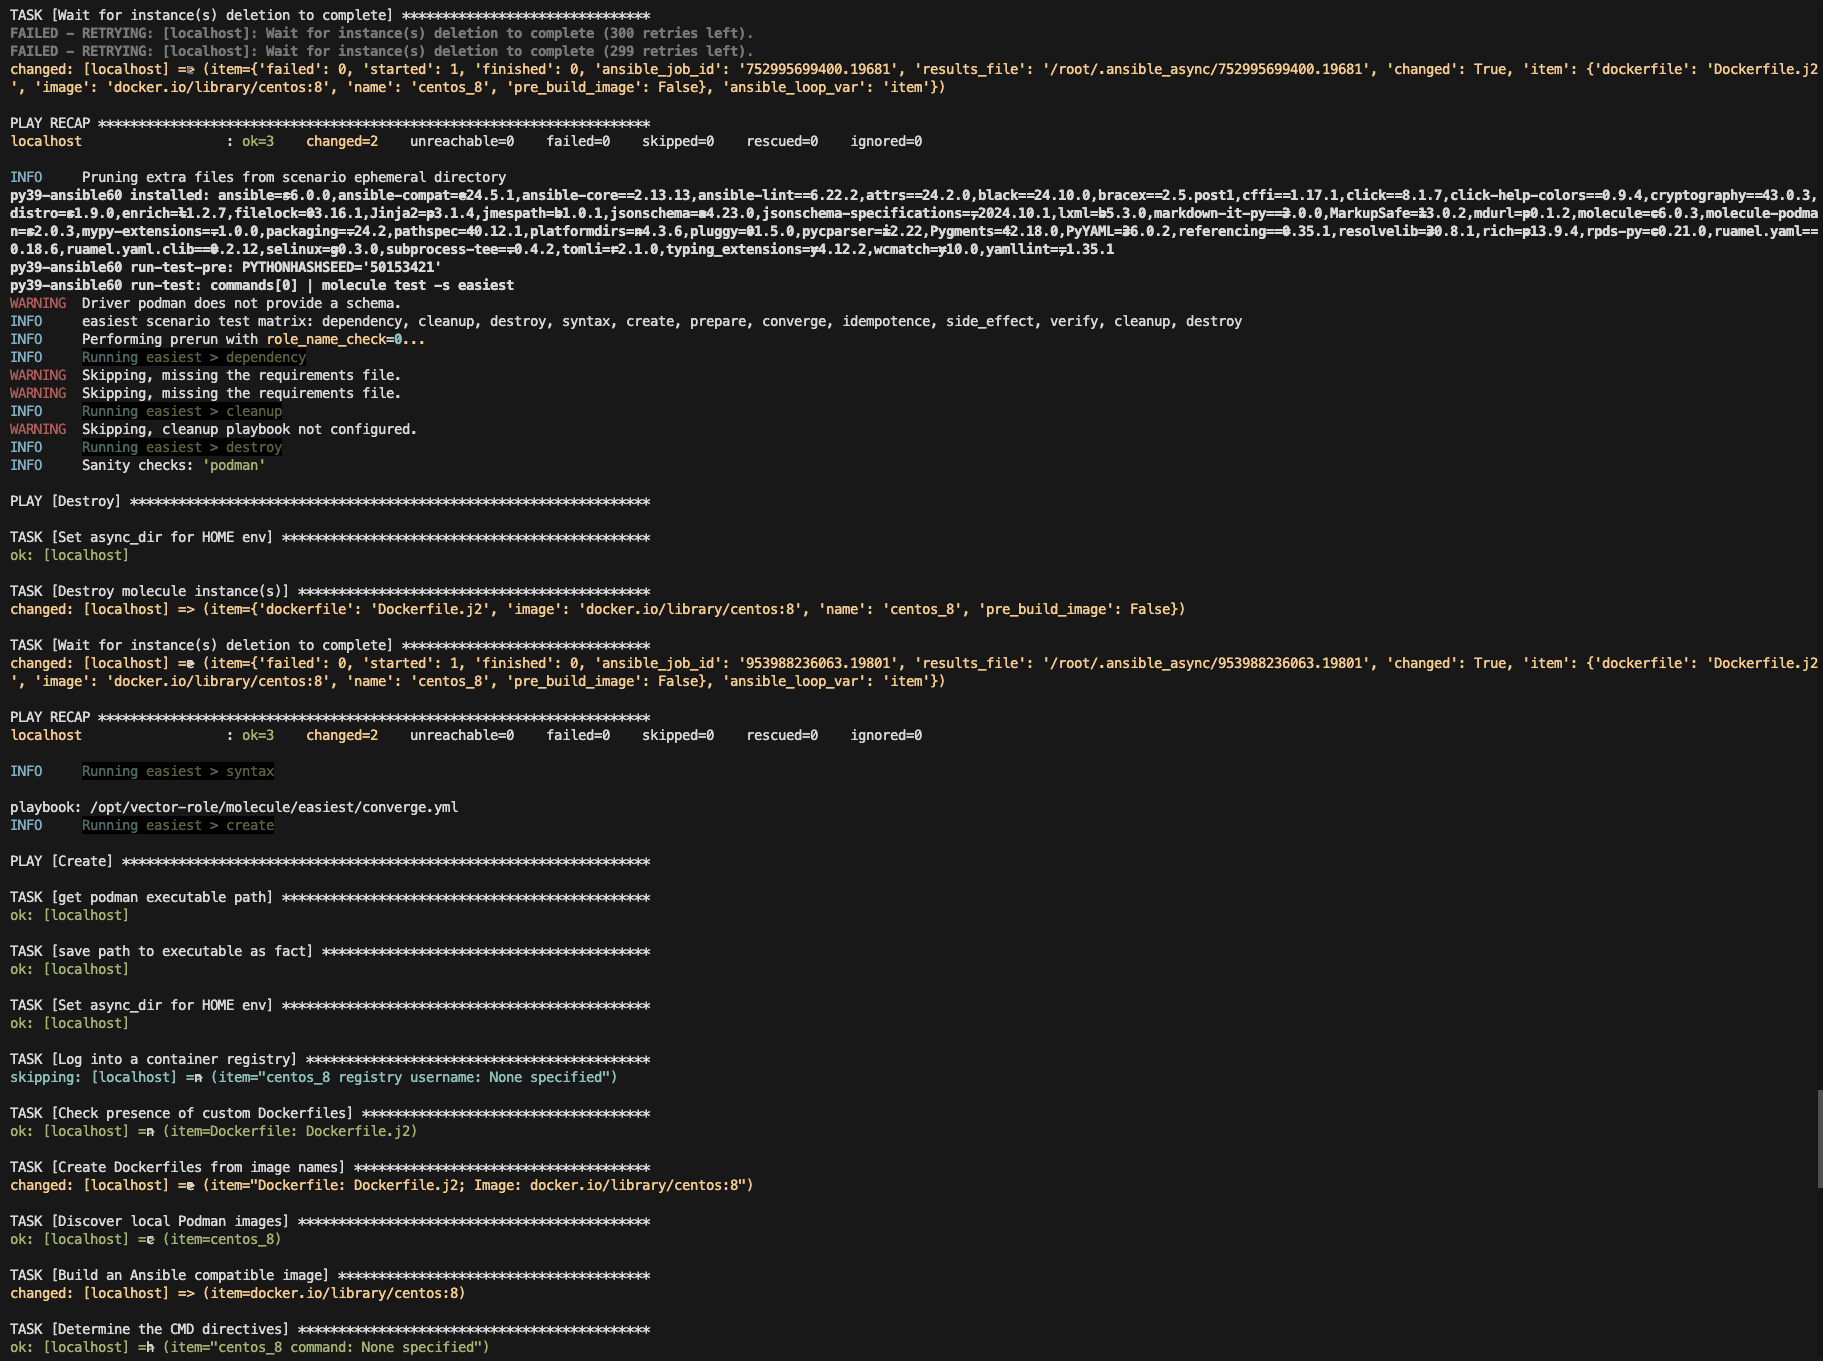 TASK [Wait for instance(s) deletion to complete] *******************************
FAILED - RETRYING: [localhost]: Wait for instance(s) deletion to complete (300 retries left).
FAILED - RETRYING: [localhost]: Wait for instance(s) deletion to complete (299 retries left).
changed: [localhost] => (item={'failed': 0, 'started': 1, 'finished': 0, 'ansible_job_id': '752995699400.19681', 'results_file': '/root/.ansible_async/752995699400.19681', 'changed': True, 'item': {'dockerfile': 'Dockerfile.j2
', 'image': 'docker.io/library/centos:8', 'name': 'centos_8', 'pre_build_image': False}, 'ansible_loop_var': 'item'})
PLAY RECAP *********************************************************************
localhost : ok=3 changed=2 unreachable=0 failed=0 skipped=0 rescued=0 ignored=0
INFO Pruning extra files from scenario ephemeral directory
py39-ansible60 installed: ansible==6.0.0,ansible-compat==24.5.1,ansible-core==2.13.13,ansible-lint==6.22.2,attrs==24.2.0,black==24.10.0,bracex==2.5.post1,cffi==1.17.1,click==8.1.7,click-help-colors==0.9.4,cryptography==43.0.3,
distro==1.9.0,enrich==1.2.7,filelock==3.16.1,Jinja2==3.1.4,jmespath==1.0.1,jsonschema==4.23.0,jsonschema-specifications==2024.10.1,lxml==5.3.0,markdown-it-py==3.0.0,MarkupSafe==3.0.2,mdurl==0.1.2,molecule==6.0.3,molecule-podma
n==2.0.3,mypy-extensions==1.0.0,packaging==24.2,pathspec==0.12.1,platformdirs==4.3.6,pluggy==1.5.0,pycparser==2.22,Pygments==2.18.0,PyYAML==6.0.2,referencing==0.35.1,resolvelib==0.8.1,rich==13.9.4,rpds-py==0.21.0,ruamel.yaml==
0.18.6,ruamel.yaml.clib==0.2.12,selinux==0.3.0,subprocess-tee==0.4.2,tomli==2.1.0,typing_extensions==4.12.2,wcmatch==10.0,yamllint==1.35.1
py39-ansible60 run-test-pre: PYTHONHASHSEED='50153421'
py39-ansible60 run-test: commands[0] | molecule test -s easiest
WARNING Driver podman does not provide a schema.
INFO easiest scenario test matrix: dependency, cleanup, destroy, syntax, create, prepare, converge, idempotence, side_effect, verify, cleanup, destroy
INFO Performing prerun with role_name_check=0...
INFO Running easiest > dependency
WARNING Skipping, missing the requirements file.
WARNING Skipping, missing the requirements file.
INFO Running easiest > cleanup
WARNING Skipping, cleanup playbook not configured.
INFO Running easiest > destroy
INFO Sanity checks: 'podman'
PLAY [Destroy] *****************************************************************
TASK [Set async_dir for HOME env] **********************************************
ok: [localhost]
TASK [Destroy molecule instance(s)] ********************************************
changed: [localhost] => (item={'dockerfile': 'Dockerfile.j2', 'image': 'docker.io/library/centos:8', 'name': 'centos_8', 'pre_build_image': False})
TASK [Wait for instance(s) deletion to complete] *******************************
changed: [localhost] => (item={'failed': 0, 'started': 1, 'finished': 0, 'ansible_job_id': '953988236063.19801', 'results_file': '/root/.ansible_async/953988236063.19801', 'changed': True, 'item': {'dockerfile': 'Dockerfile.j2
', 'image': 'docker.io/library/centos:8', 'name': 'centos_8', 'pre_build_image': False}, 'ansible_loop_var': 'item'})
PLAY RECAP *********************************************************************
localhost : ok=3 changed=2 unreachable=0 failed=0 skipped=0 rescued=0 ignored=0
INFO Running easiest > syntax
playbook: /opt/vector-role/molecule/easiest/converge.yml
INFO Running easiest > create
PLAY [Create] ******************************************************************
TASK [get podman executable path] **********************************************
ok: [localhost]
TASK [save path to executable as fact] *****************************************
ok: [localhost]
TASK [Set async_dir for HOME env] **********************************************
ok: [localhost]
TASK [Log into a container registry] *******************************************
skipping: [localhost] => (item="centos_8 registry username: None specified")
TASK [Check presence of custom Dockerfiles] ************************************
ok: [localhost] => (item=Dockerfile: Dockerfile.j2)
TASK [Create Dockerfiles from image names] *************************************
changed: [localhost] => (item="Dockerfile: Dockerfile.j2; Image: docker.io/library/centos:8")
TASK [Discover local Podman images] ********************************************
ok: [localhost] => (item=centos_8)
TASK [Build an Ansible compatible image] ***************************************
changed: [localhost] => (item=docker.io/library/centos:8)
TASK [Determine the CMD directives] ********************************************
ok: [localhost] => (item="centos_8 command: None specified")